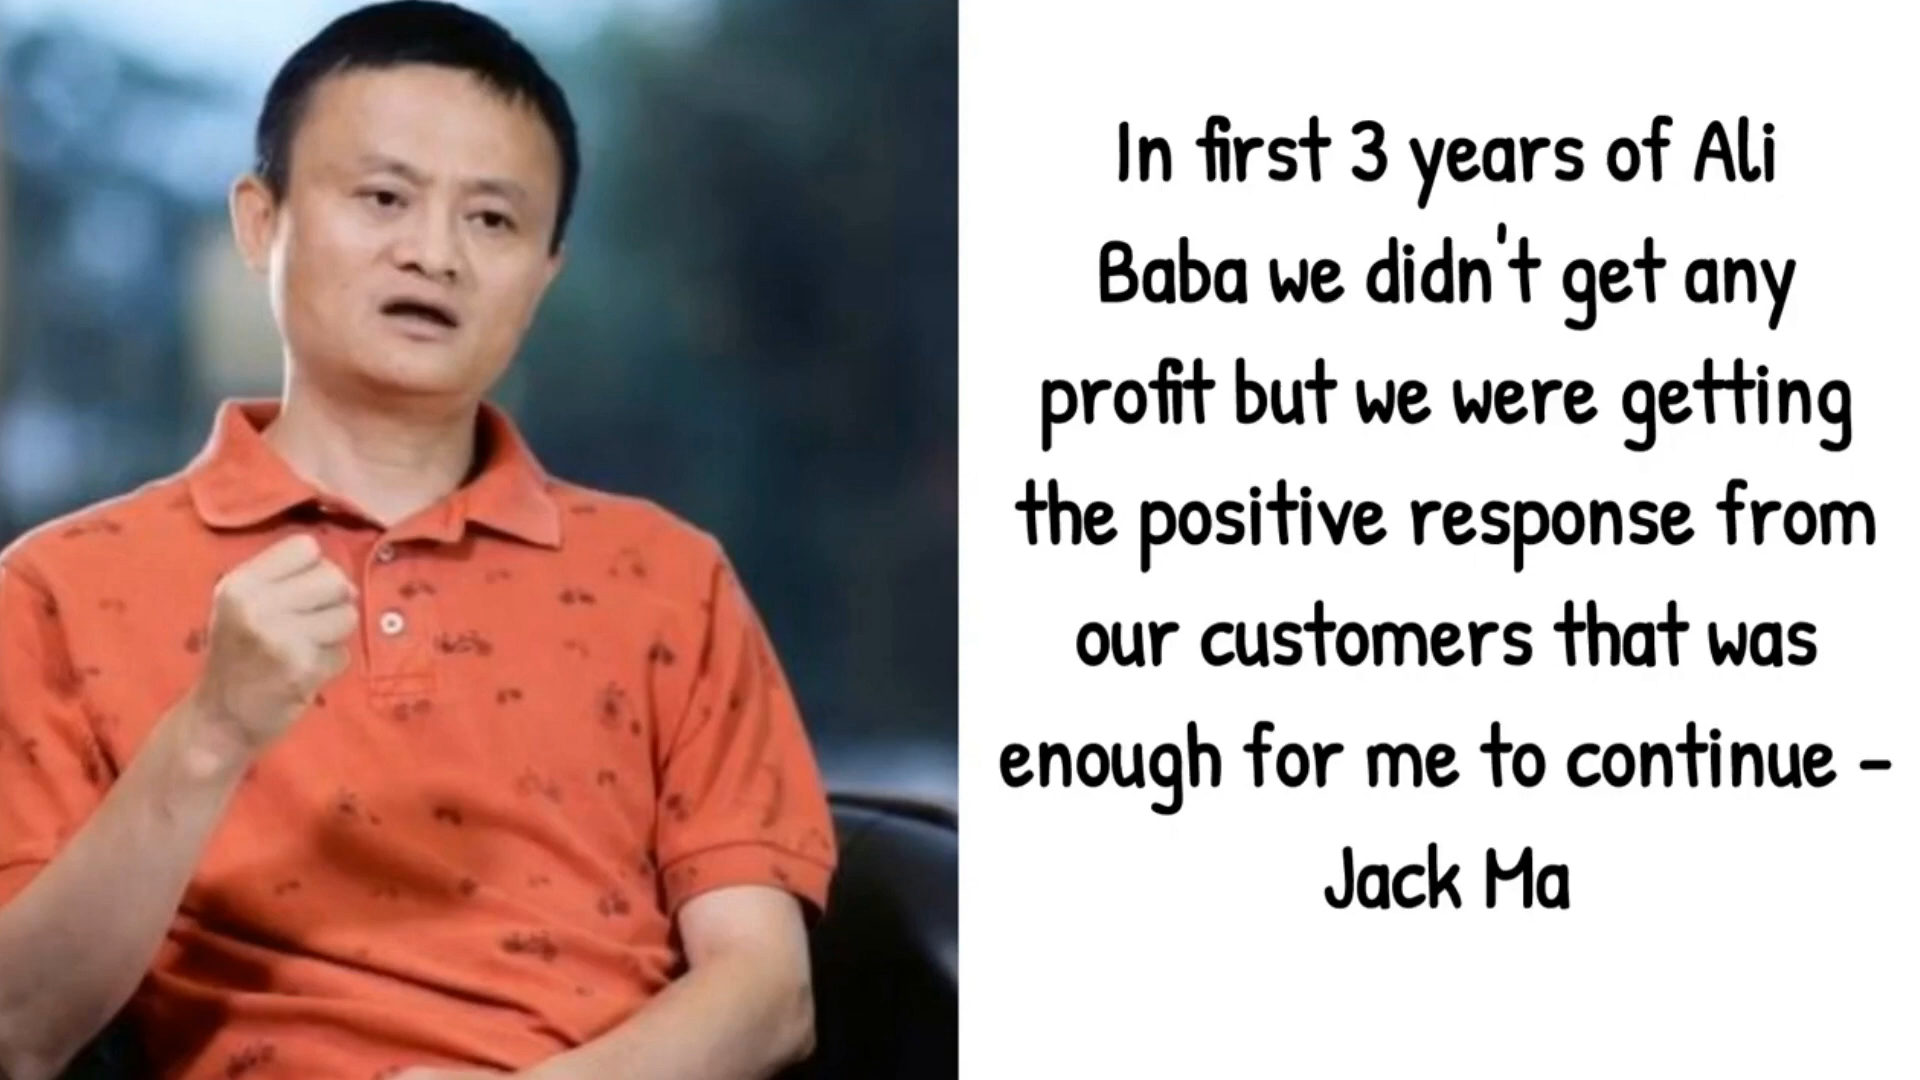 In first 3 years of Ali
Baba we didn't get any
profit but we were getting
the positive response from
our customers that was
enough for me to continue -
Jack Ma